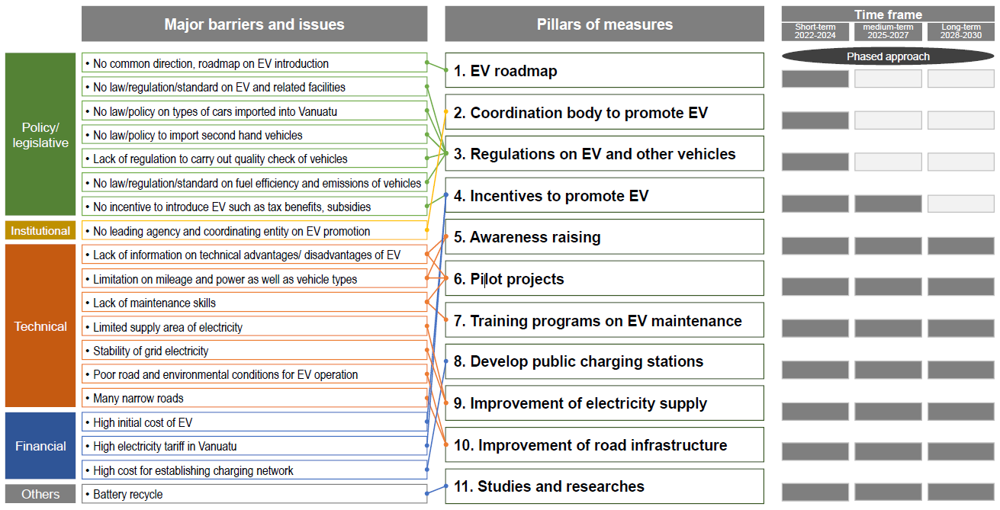 Major barriers and issues
Pillars of measures
Time frame
Short-term
2022-2024
medium-term
2025-2027
Long-term
2028-2030
Phased approach
Policy/
legislative
• No common direction, roadmap on EV introduction
• No law/regulation/standard on EV and related facilities
• No law/policy on types of cars imported into Vanuatu
• No law/policy to import second hand vehicles
• Lack of regulation to carry out quality check of vehicles
• No law/regulation/standard on fuel efficiency and emissions of vehicles
• No incentive to introduce EV such as tax benefits, subsidies
Institutional
• No leading agency and coordinating entity on EV promotion
Technical
• Lack of information on technical advantages/ disadvantages of EV
• Limitation on mileage and power as well as vehicle types
• Lack of maintenance skills
• Limited supply area of electricity
• Stability of grid electricity
• Poor road and environmental conditions for EV operation
• Many narrow roads
Financial
• High initial cost of EV
• High electricity tariff in Vanuatu
• High cost for establishing charging network
Others
• Battery recycle
1. EV roadmap
2. Coordination body to promote EV
3. Regulations on EV and other vehicles
4. Incentives to promote EV
5. Awareness raising
6. Pilot projects
7. Training programs on EV maintenance
8. Develop public charging stations
9. Improvement of electricity supply
10. Improvement of road infrastructure
11. Studies and researches